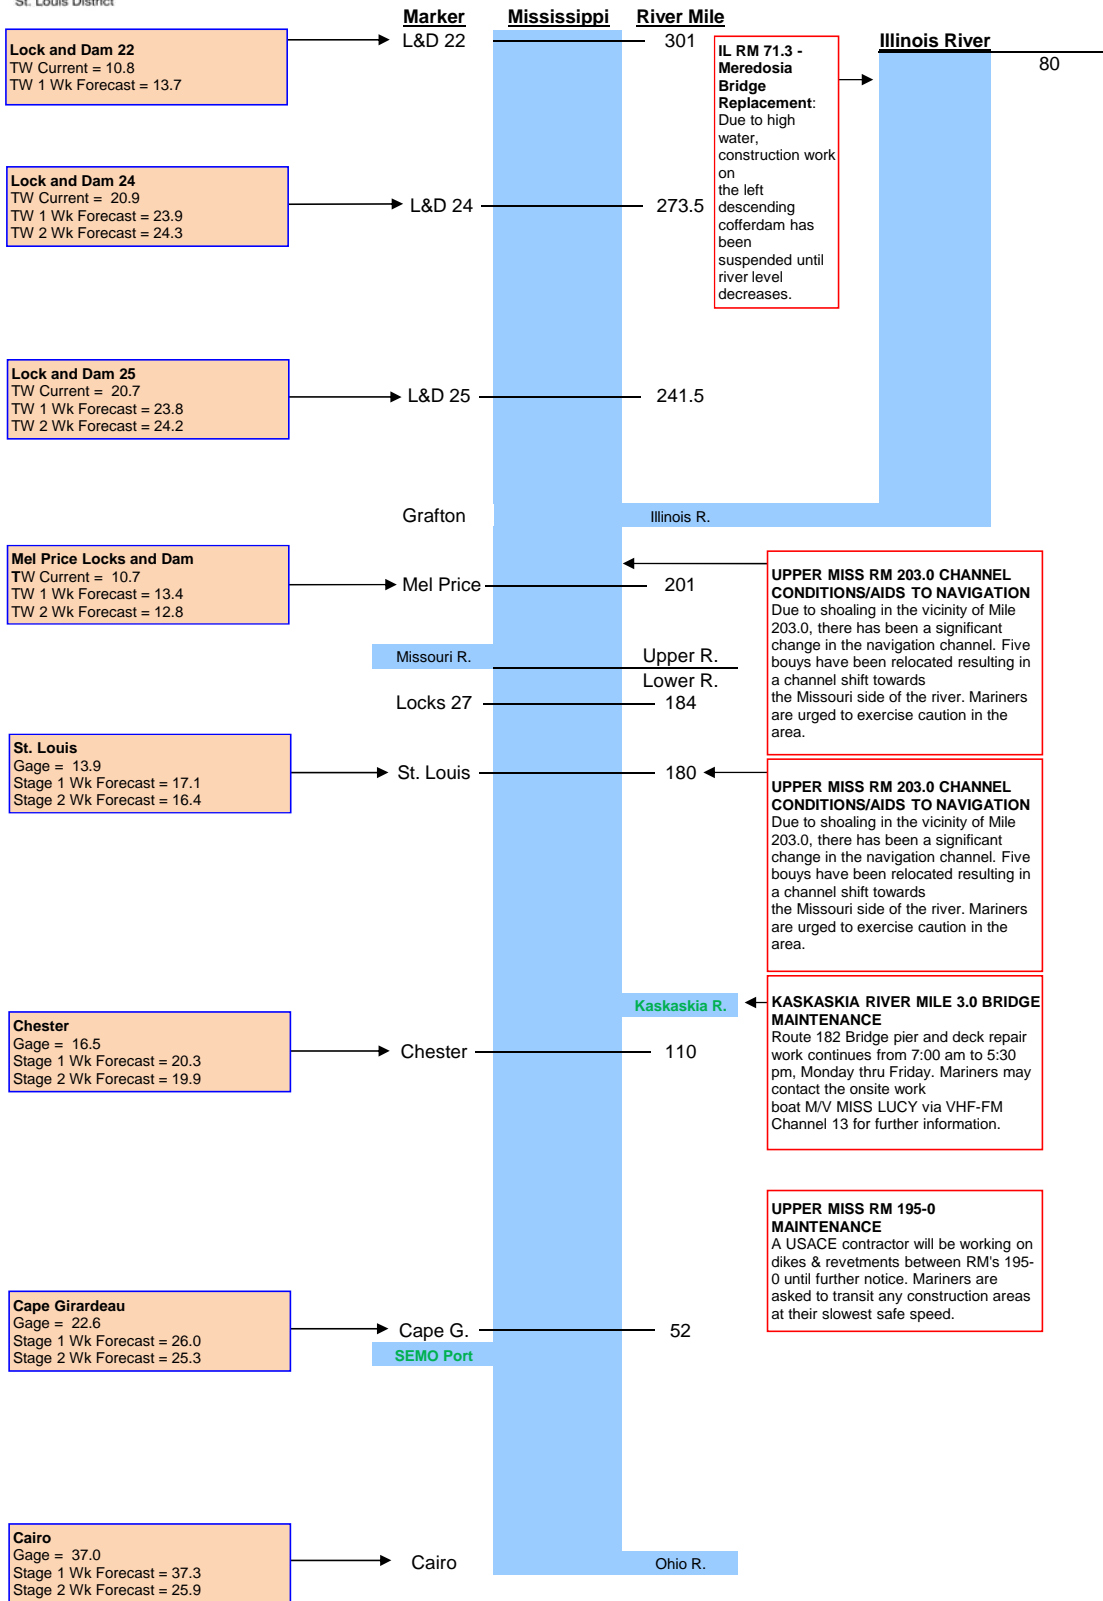 St. Louis District
Marker Mississippi River Mile
L&D 22 301
Illinois River
80
Lock and Dam 22
TW Current = 10.8
TW 1 Wk Forecast = 13.7
IL RM 71.3 -
Meredosia
Bridge
Replacement:
Due to high
water,
construction work
on
the left
descending
cofferdam has
been
suspended until
river level
decreases.
Lock and Dam 24
TW Current =  20.9
TW 1 Wk Forecast = 23.9
TW 2 Wk Forecast = 24.3
L&D 24 273.5
Lock and Dam 25
TW Current =  20.7
TW 1 Wk Forecast = 23.8
TW 2 Wk Forecast = 24.2
L&D 25 241.5
Grafton Illinois R.
Mel Price Locks and Dam
TW Current =  10.7
TW 1 Wk Forecast = 13.4
TW 2 Wk Forecast = 12.8
Mel Price 201
UPPER MISS RM 203.0 CHANNEL
CONDITIONS/AIDS TO NAVIGATION
Due to shoaling in the vicinity of Mile
203.0, there has been a significant
change in the navigation channel. Five
bouys have been relocated resulting in
a channel shift towards
the Missouri side of the river. Mariners
are urged to exercise caution in the
area.
Missouri R. Upper R.
Lower R.
Locks 27 184
St. Louis
Gage =  13.9
Stage 1 Wk Forecast = 17.1
Stage 2 Wk Forecast = 16.4
St. Louis 180
UPPER MISS RM 203.0 CHANNEL
CONDITIONS/AIDS TO NAVIGATION
Due to shoaling in the vicinity of Mile
203.0, there has been a significant
change in the navigation channel. Five
bouys have been relocated resulting in
a channel shift towards
the Missouri side of the river. Mariners
are urged to exercise caution in the
area.
Kaskaskia R.
KASKASKIA RIVER MILE 3.0 BRIDGE
MAINTENANCE
Route 182 Bridge pier and deck repair
work continues from 7:00 am to 5:30
pm, Monday thru Friday. Mariners may
contact the onsite work
boat M/V MISS LUCY via VHF-FM
Channel 13 for further information.
Chester
Gage =  16.5
Stage 1 Wk Forecast = 20.3
Stage 2 Wk Forecast = 19.9
Chester 110
UPPER MISS RM 195-0
MAINTENANCE
A USACE contractor will be working on
dikes & revetments between RM's 195-
0 until further notice. Mariners are
asked to transit any construction areas
at their slowest safe speed.
Cape Girardeau
Gage =  22.6
Stage 1 Wk Forecast = 26.0
Stage 2 Wk Forecast = 25.3
Cape G. 52
SEMO Port
Cairo
Gage =  37.0
Stage 1 Wk Forecast = 37.3
Stage 2 Wk Forecast = 25.9
Cairo Ohio R.